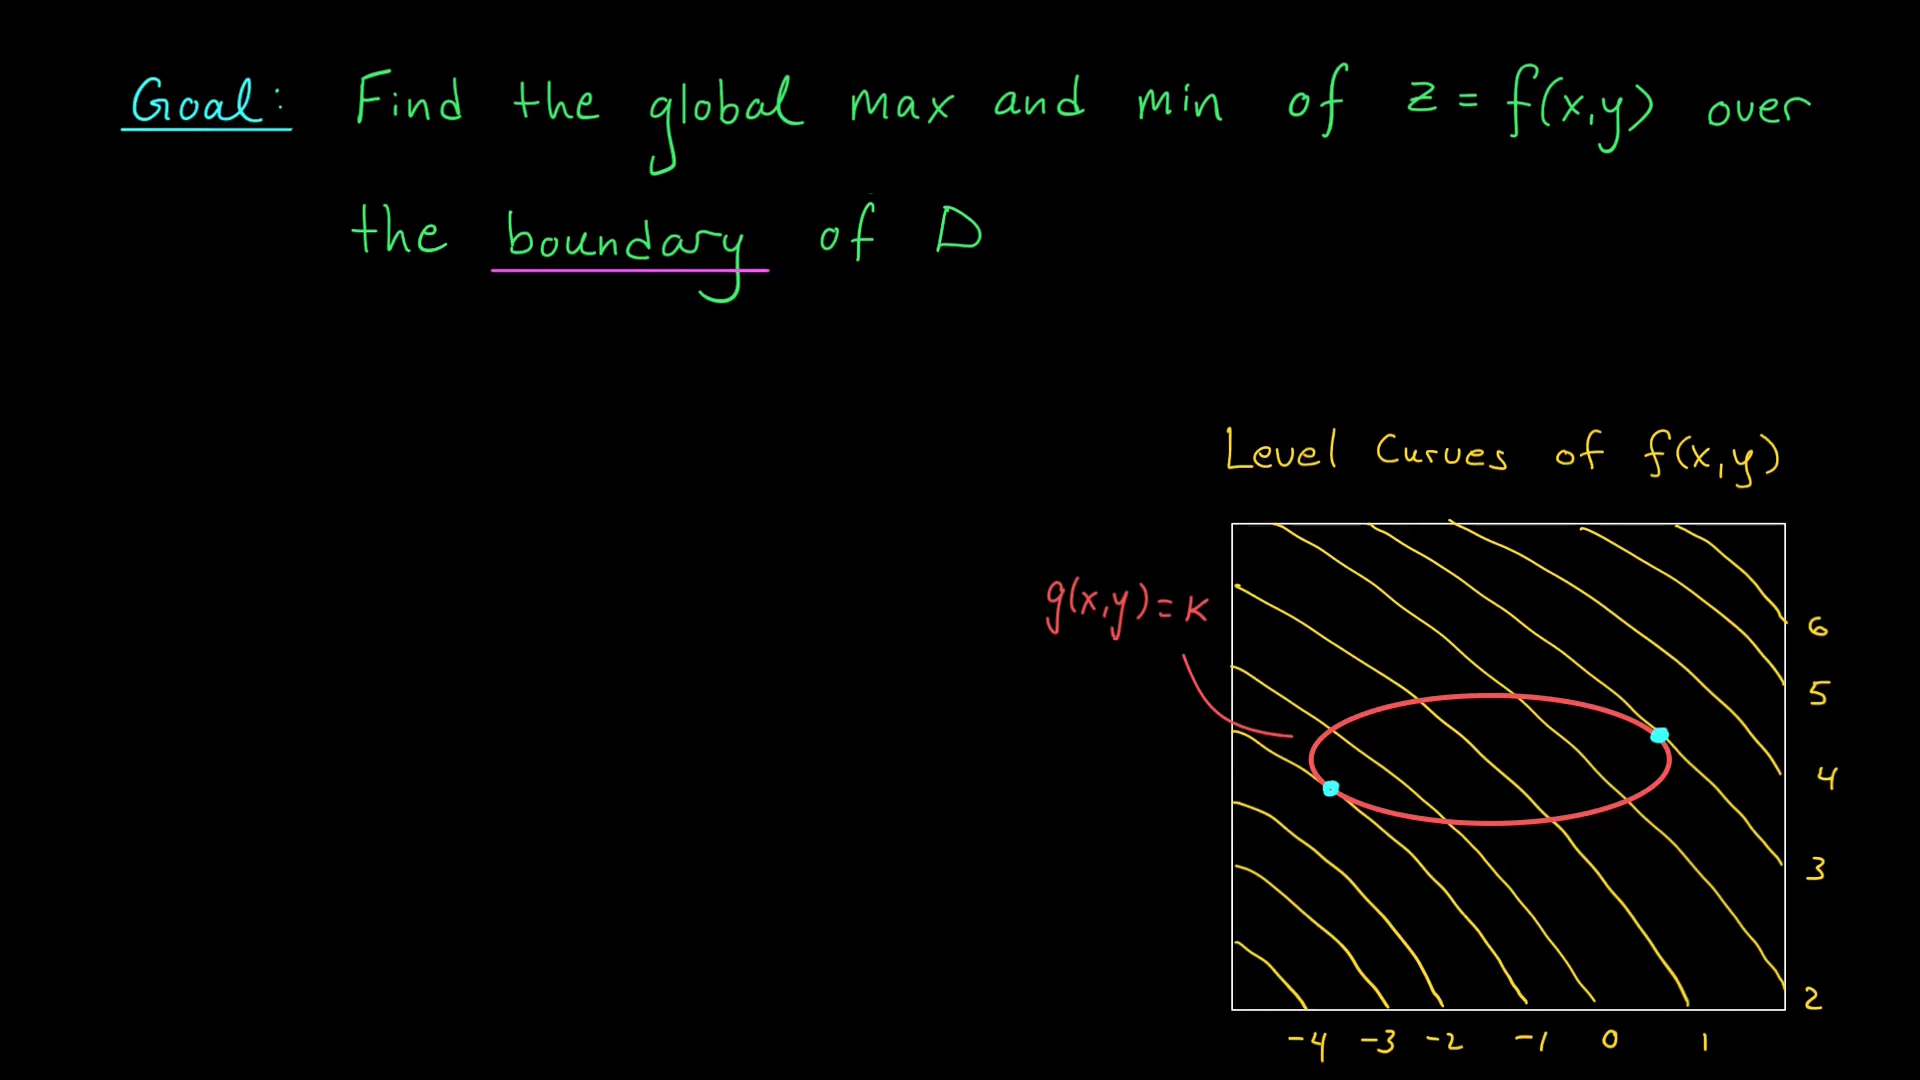 Goal: Find the global max and min of z = f(x,y) over
the boundary of D
Level Curves of f(x,y)
g(x,y) = K
6
5
4
3
2
-4 -3 -2 -1 0 1